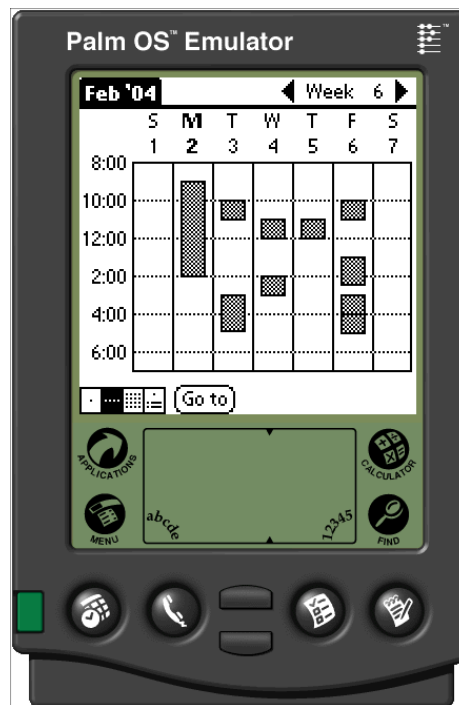 Palm OS™ Emulator
™
Feb '04 Week 6
S M T W T F S
1 2 3 4 5 6 7
8:00
10:00
12:00
2:00
4:00
6:00
Go to
APPLICATIONS
CALCULATOR
abcde
12345
MENU
FIND